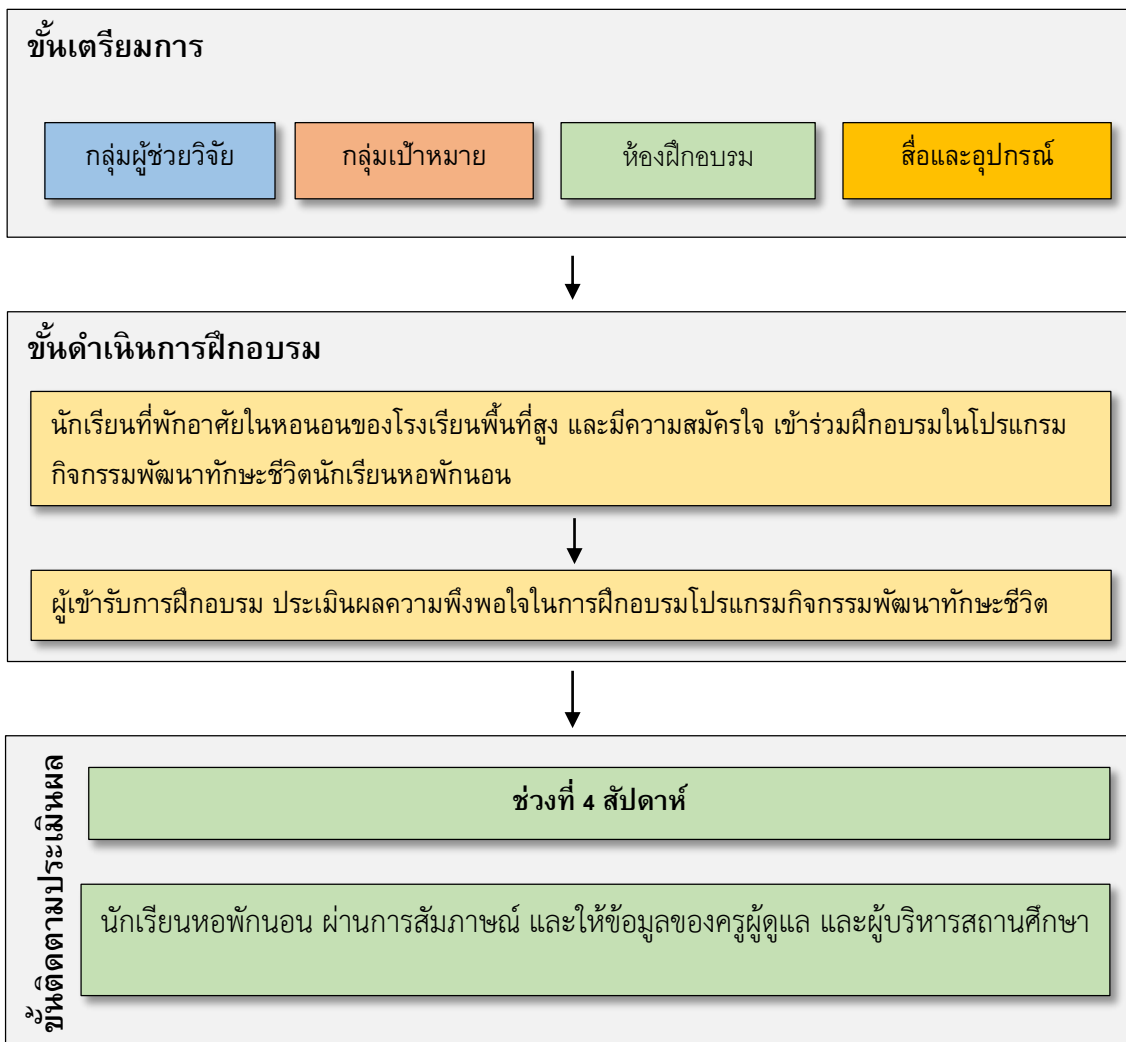 ขั้นเตรียมการ
กลุ่มผู้ช่วยวิจัย
กลุ่มเป้าหมาย
ห้องฝึกอบรม
สื่อและอุปกรณ์
ขั้นดำเนินการฝึกอบรม
นักเรียนที่พักอาศัยในหอนอนของโรงเรียนพื้นที่สูง และมีความสมัครใจ เข้าร่วมฝึกอบรมในโปรแกรม
กิจกรรมพัฒนาทักษะชีวิตนักเรียนหอพักนอน
ผู้เข้ารับการฝึกอบรม ประเมินผลความพึงพอใจในการฝึกอบรมโปรแกรมกิจกรรมพัฒนาทักษะชีวิต
ขั้นติดตามประเมินผล
ช่วงที่ 4 สัปดาห์
นักเรียนหอพักนอน ผ่านการสัมภาษณ์ และให้ข้อมูลของครูผู้ดูแล และผู้บริหารสถานศึกษา